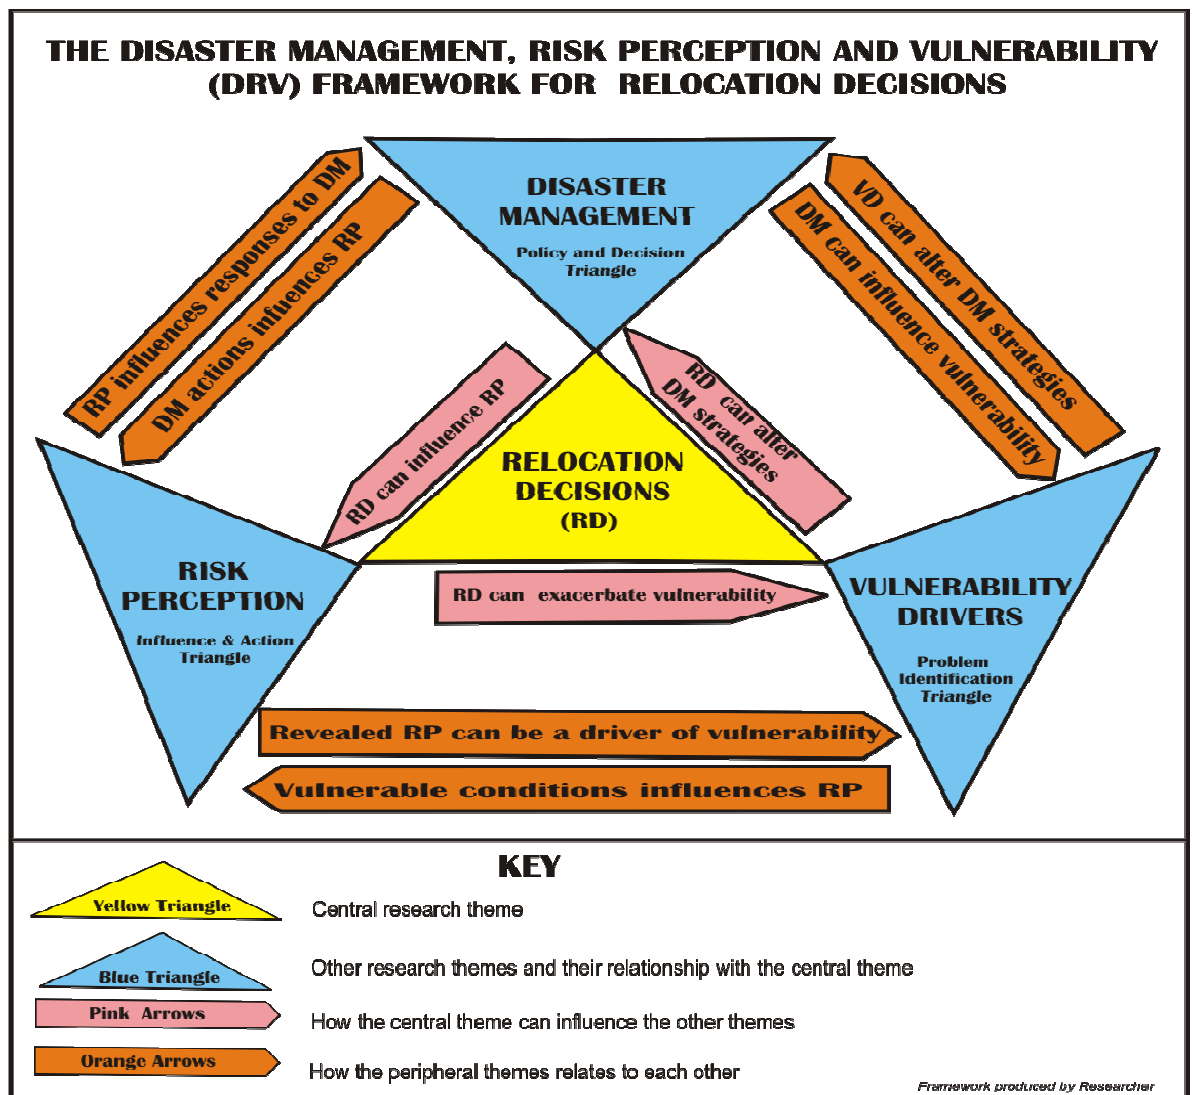 THE DISASTER MANAGEMENT, RISK PERCEPTION AND VULNERABILITY
(DRV) FRAMEWORK FOR RELOCATION DECISIONS
DISASTER
MANAGEMENT
Policy and Decision
Triangle
RP influences responses to DM
DM actions infuences RP
VD can alter DM strategies
DM can influence vulnerability
RD can influence RP
RD can alter
DM strategies
RELOCATION
DECISIONS
(RD)
RD can exacerbate vulnerability
RISK
PERCEPTION
Influence & Action
Triangle
VULNERABILITY
DRIVERS
Problem
Identification
Triangle
Revealed RP can be a driver of vulnerability
Vulnerable conditions influences RP
KEY
Yellow Triangle
Central research theme
Blue Triangle
Other research themes and their relationship with the central theme
Pink Arrows
How the central theme can influence the other themes
Orange Arrows
How the peripheral themes relates to each other
Framework produced by Researcher